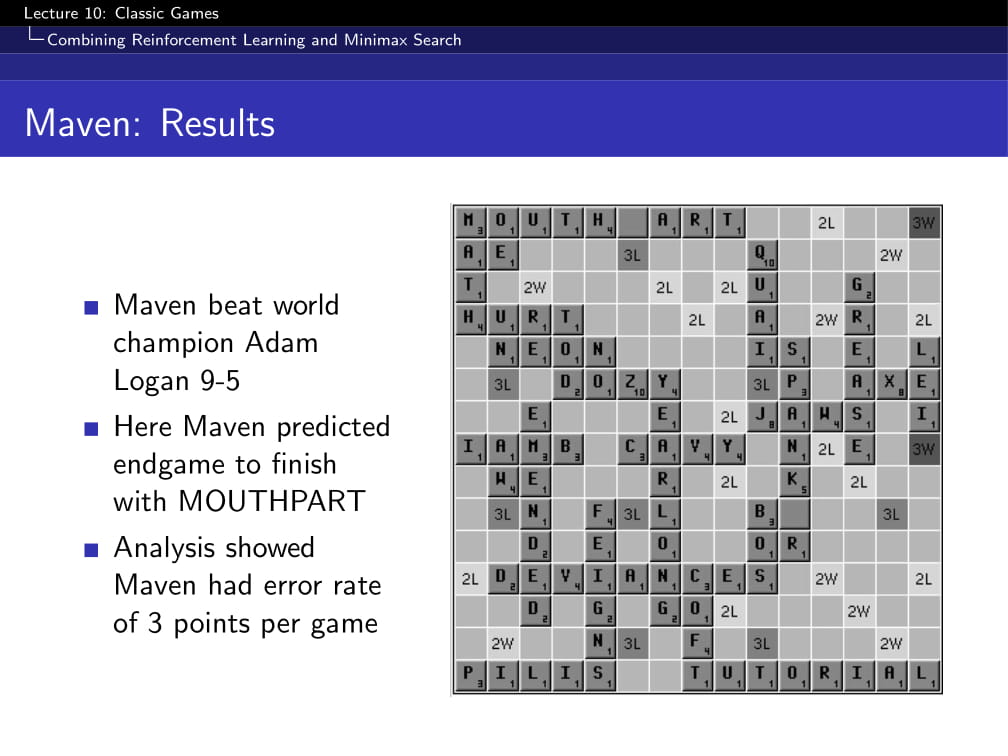 Lecture 10: Classic Games
Combining Reinforcement Learning and Minimax Search
Maven: Results
Maven beat world
champion Adam
Logan 9-5
Here Maven predicted
endgame to finish
with MOUTHPART
Analysis showed
Maven had error rate
of 3 points per game
M3 O1 U1 T1 H4 A1 R1 T1 2L 3W
A1 E1 3L Q10 2W
T1 2W 2L 2L U1 G2
H4 U1 R1 T1 2L A1 2W R1 2L
N1 E1 O1 N1 I1 S1 E1 L1
3L D2 O1 Z10 Y4 3L P3 A1 X8 E1
E1 E1 2L J8 A1 W4 S1 I1
I1 A1 M3 B3 C3 A1 V4 Y4 N1 2L E1 3W
W4 E1 R1 2L K5 2L
3L N1 F4 3L L1 B3 3L
D2 E1 O1 O1 R1
2L D2 E1 V4 I1 A1 N1 C3 E1 S1 2W 2L
D2 G2 G2 O1 2L 2W
2W N1 3L F4 3L 2W
P3 I1 L1 I1 S1 T1 U1 T1 O1 R1 I1 A1 L1